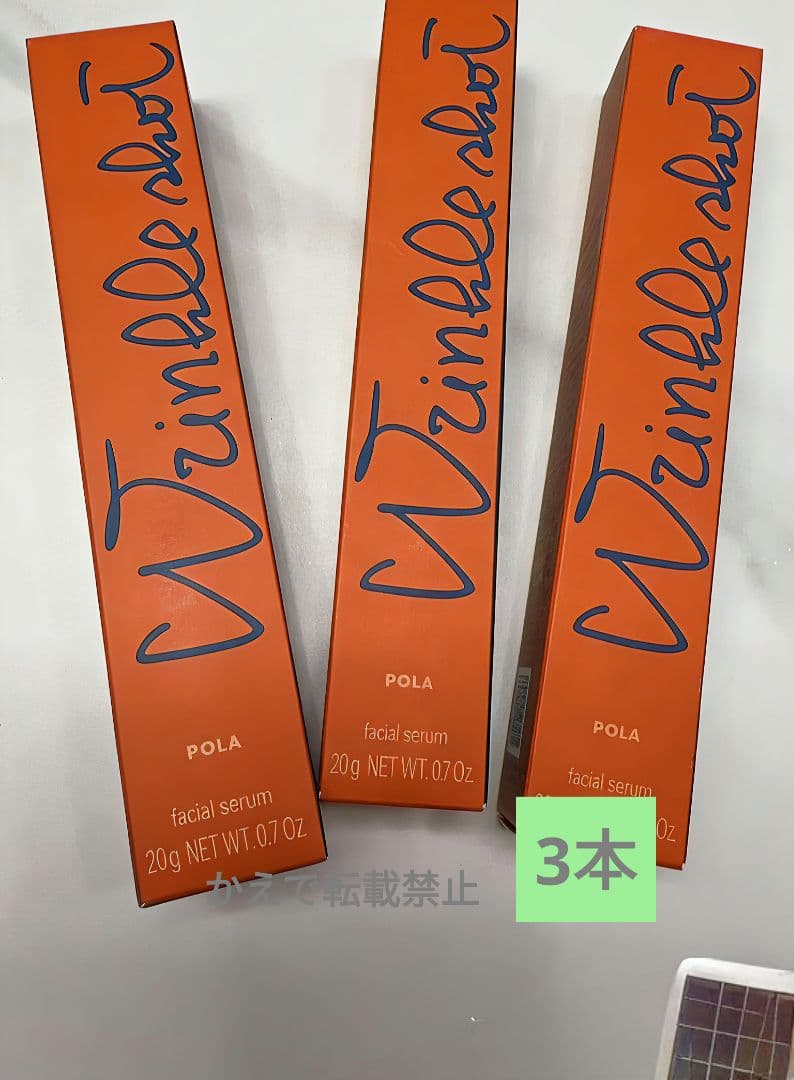 Wrinkle shot
POLA
facial serum
20g NET WT. 0.7 Oz
Wrinkle shot
POLA
facial serum
20g NET WT. 0.7 Oz
Wrinkle shot
POLA
facial serum
Oz
3本
かえで転載禁止